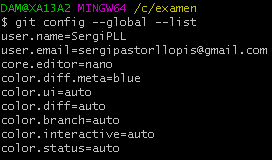 DAM@XA13A2 MINGW64 /c/examen
$ git config --global --list
user.name=SergiPLL
user.email=sergipastorllopis@gmail.com
core.editor=nano
color.diff.meta=blue
color.ui=auto
color.diff=auto
color.branch=auto
color.interactive=auto
color.status=auto